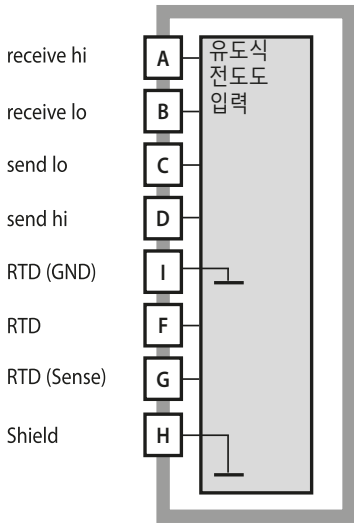 receive hi
A
유도식
전도도
입력
receive lo
B
send lo
C
send hi
D
RTD (GND)
I
RTD
F
RTD (Sense)
G
Shield
H